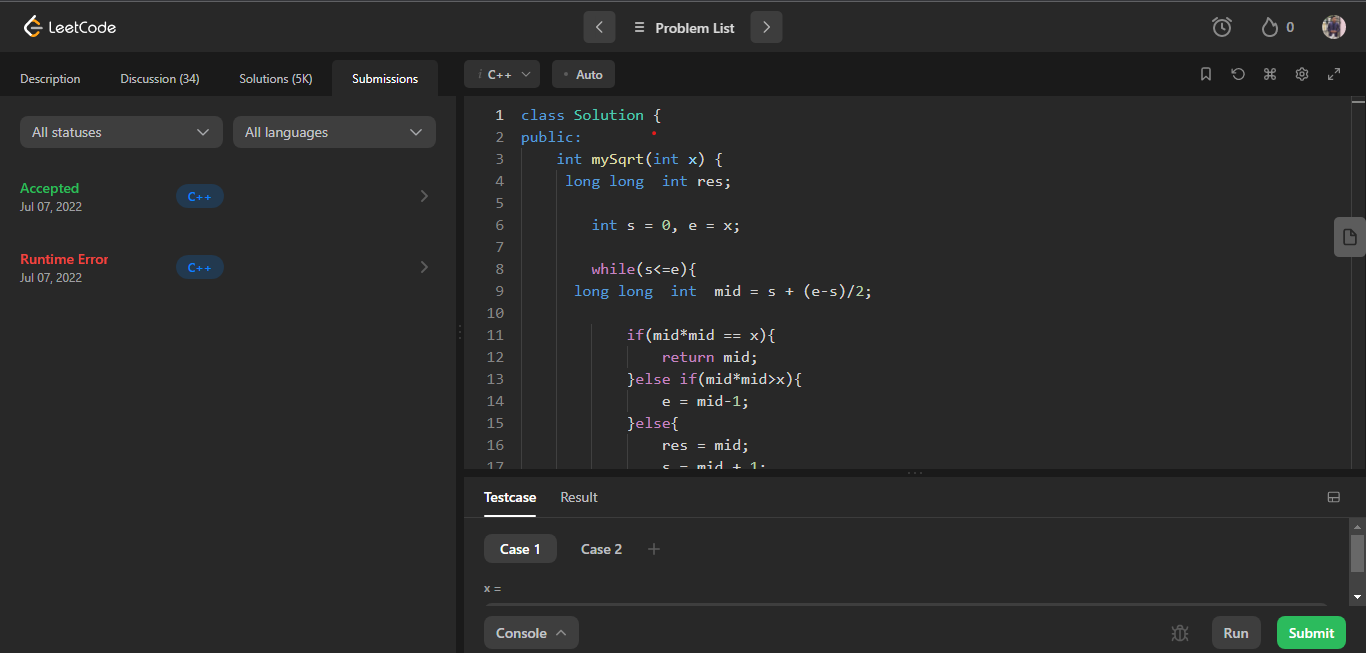 LeetCode
Problem List
0
Description Discussion (34) Solutions (5K) Submissions
i C++ • Auto
All statuses All languages
Accepted
Jul 07, 2022
C++
Runtime Error
Jul 07, 2022
C++
1 class Solution {
2 public:
3     int mySqrt(int x) {
4      long long  int res;
5
6         int s = 0, e = x;
7
8         while(s<=e){
9       long long  int  mid = s + (e-s)/2;
10
11             if(mid*mid == x){
12                 return mid;
13             }else if(mid*mid>x){
14                 e = mid-1;
15             }else{
16                 res = mid;
17                 s = mid + 1;
Testcase Result
Case 1 Case 2 +
x =
Console Run Submit